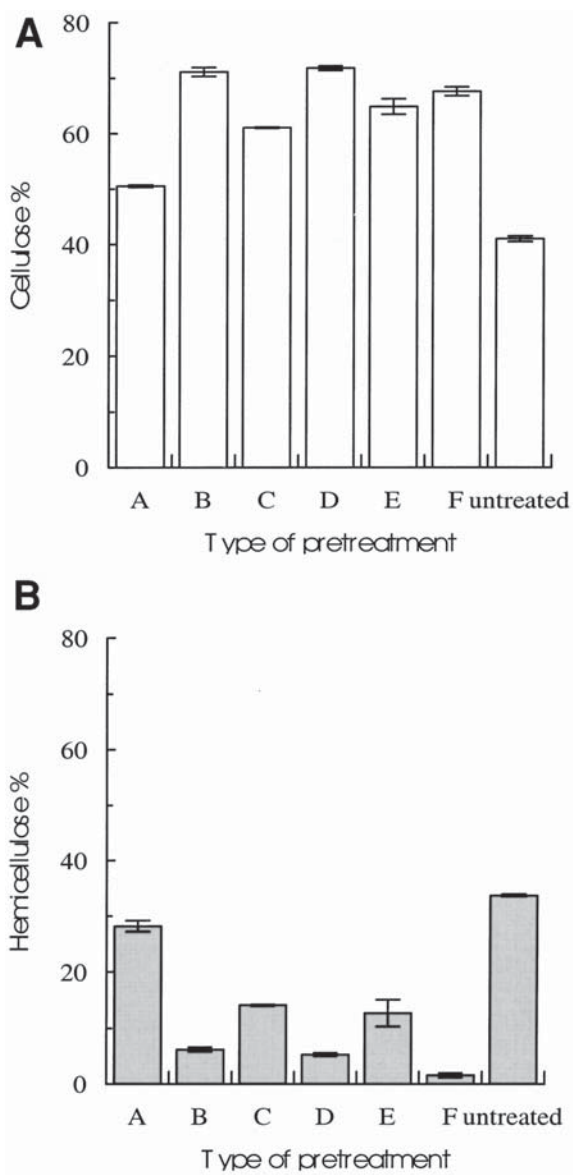 A
80
60
40
20
0
Cellulose %
A B C D E F untreated
Type of pretreatment
B
80
60
40
20
0
Hemicellulose %
A B C D E F untreated
Type of pretreatment